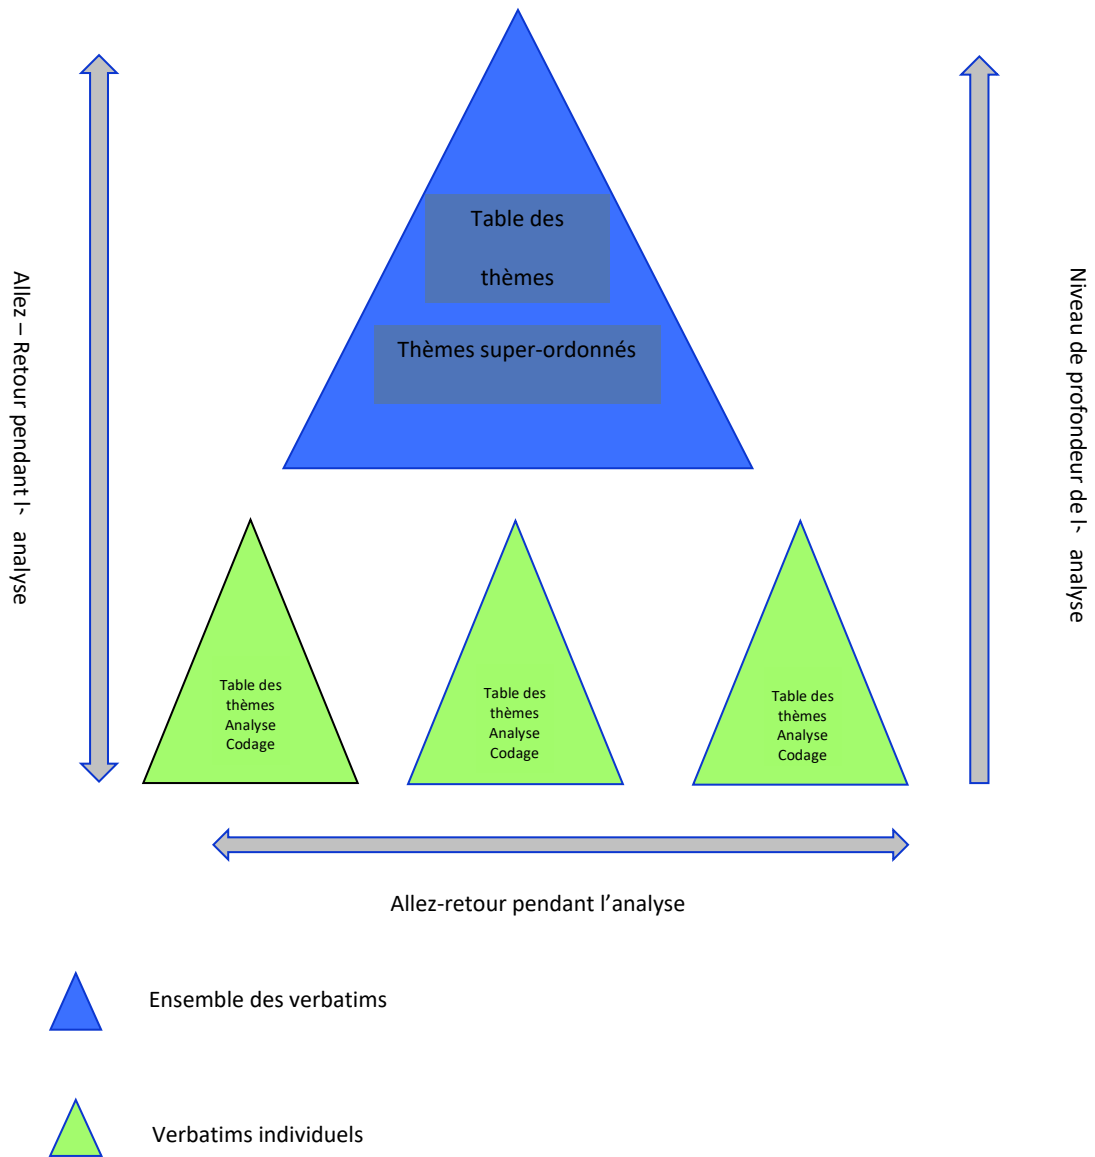 Table des
thèmes
Thèmes super-ordonnés
Allez – Retour pendant l‘ analyse
Niveau de profondeur de l‘ analyse
Table des
thèmes
Analyse
Codage
Table des
thèmes
Analyse
Codage
Table des
thèmes
Analyse
Codage
Allez-retour pendant l’analyse
Ensemble des verbatims
Verbatims individuels